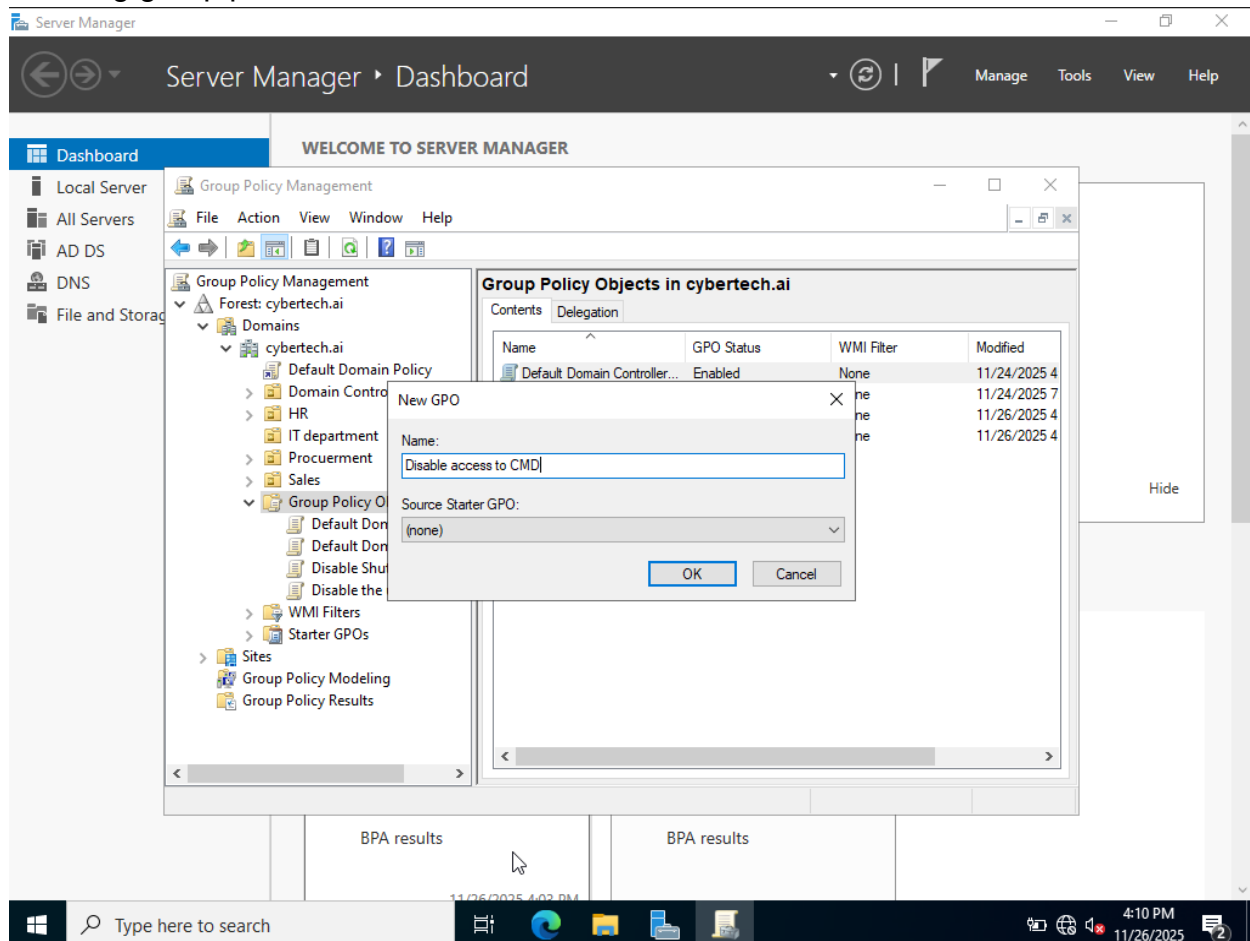 Server Manager
Server Manager ‣ Dashboard
Manage Tools View Help
Dashboard
Local Server
All Servers
AD DS
DNS
File and Storag
WELCOME TO SERVER MANAGER
Group Policy Management
File Action View Window Help
Group Policy Management
Forest: cybertech.ai
Domains
cybertech.ai
Default Domain Policy
Domain Contro
HR
IT department
Procuerment
Sales
Group Policy O
Default Don
Default Don
Disable Shu
Disable the
WMI Filters
Starter GPOs
Sites
Group Policy Modeling
Group Policy Results
Group Policy Objects in cybertech.ai
Contents Delegation
Name GPO Status WMI Filter Modified
Default Domain Controller... Enabled None 11/24/2025 4
ne 11/24/2025 7
ne 11/26/2025 4
ne 11/26/2025 4
New GPO
Name:
Disable access to CMD
Source Starter GPO:
(none)
OK Cancel
Hide
BPA results
BPA results
11/26/2025 4:03 PM
Type here to search
4:10 PM
11/26/2025
2